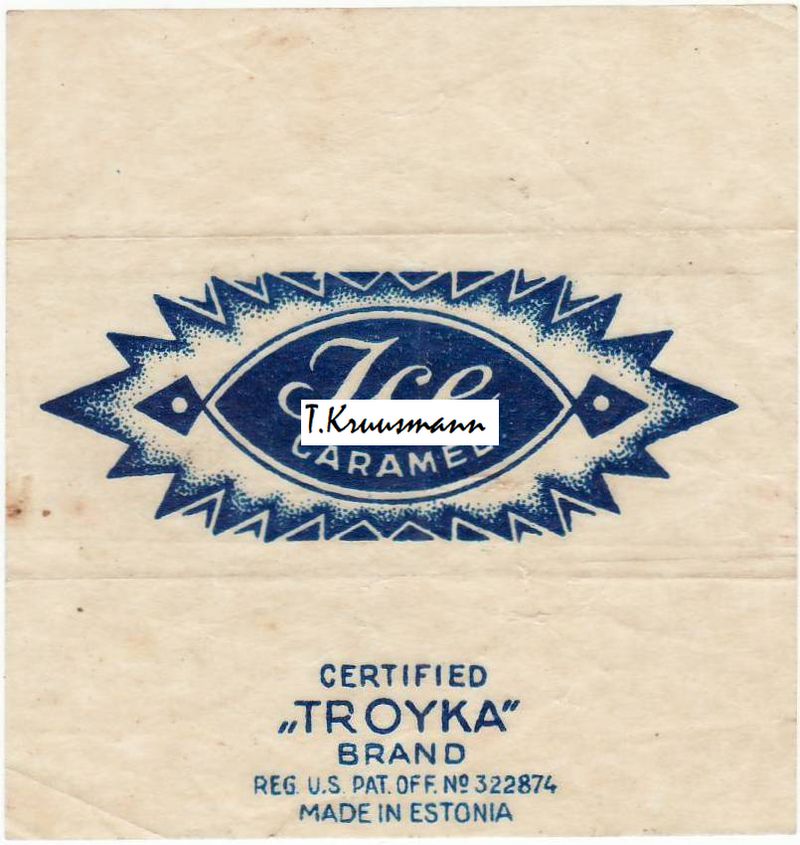 Ice
T.Kruusmann
CARAMEL
CERTIFIED
„TROYKA”
BRAND
REG. U.S. PAT. OFF. Nº 322874
MADE IN ESTONIA